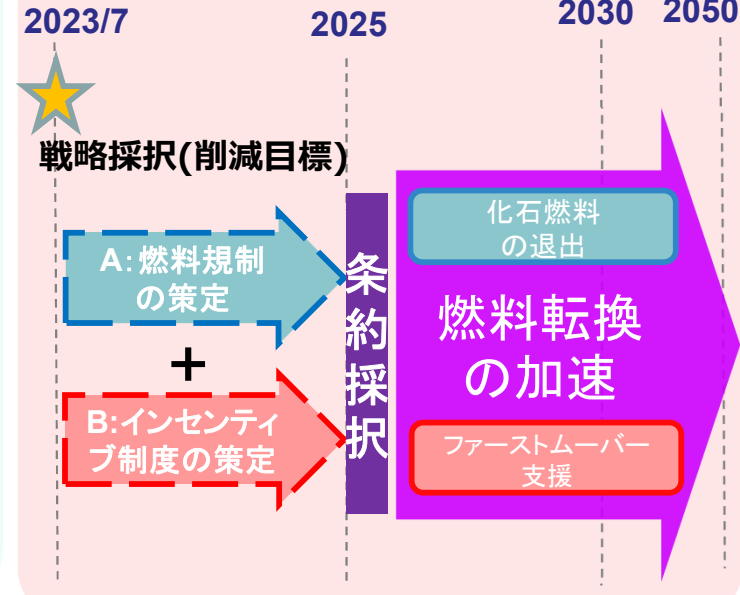 2023/7
2025
2030
2050
戦略採択(削減目標)
A:燃料規制
の策定
+
B:インセンティ
ブ制度の策定
条約採択
化石燃料
の退出
燃料転換
の加速
ファーストムーバー
支援